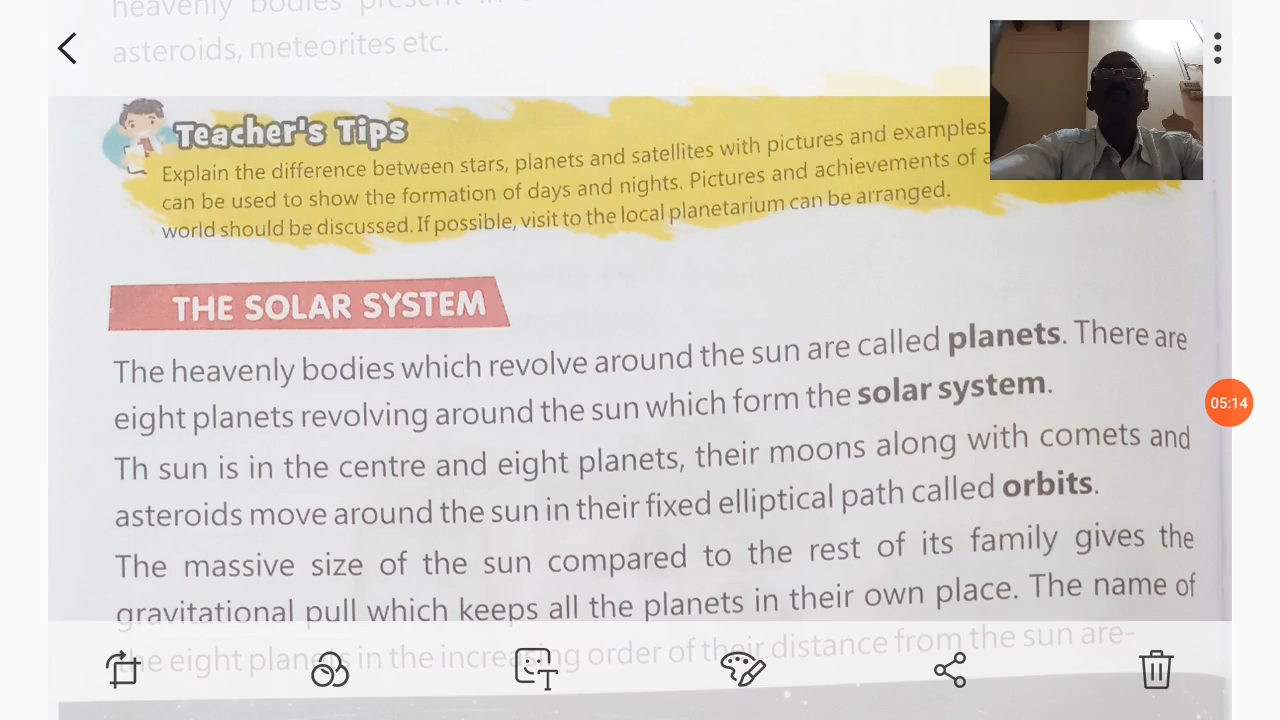 heavenly bodies present in
asteroids, meteorites etc.
Teacher's Tips
Explain the difference between stars, planets and satellites with pictures and examples.
can be used to show the formation of days and nights. Pictures and achievements of a
world should be discussed. If possible, visit to the local planetarium can be arranged.
THE SOLAR SYSTEM
The heavenly bodies which revolve around the sun are called planets. There are
eight planets revolving around the sun which form the solar system.
05:14
Th sun is in the centre and eight planets, their moons along with comets and
asteroids move around the sun in their fixed elliptical path called orbits.
The massive size of the sun compared to the rest of its family gives the
gravitational pull which keeps all the planets in their own place. The name of
the eight planets in the increasing order of their distance from the sun are-